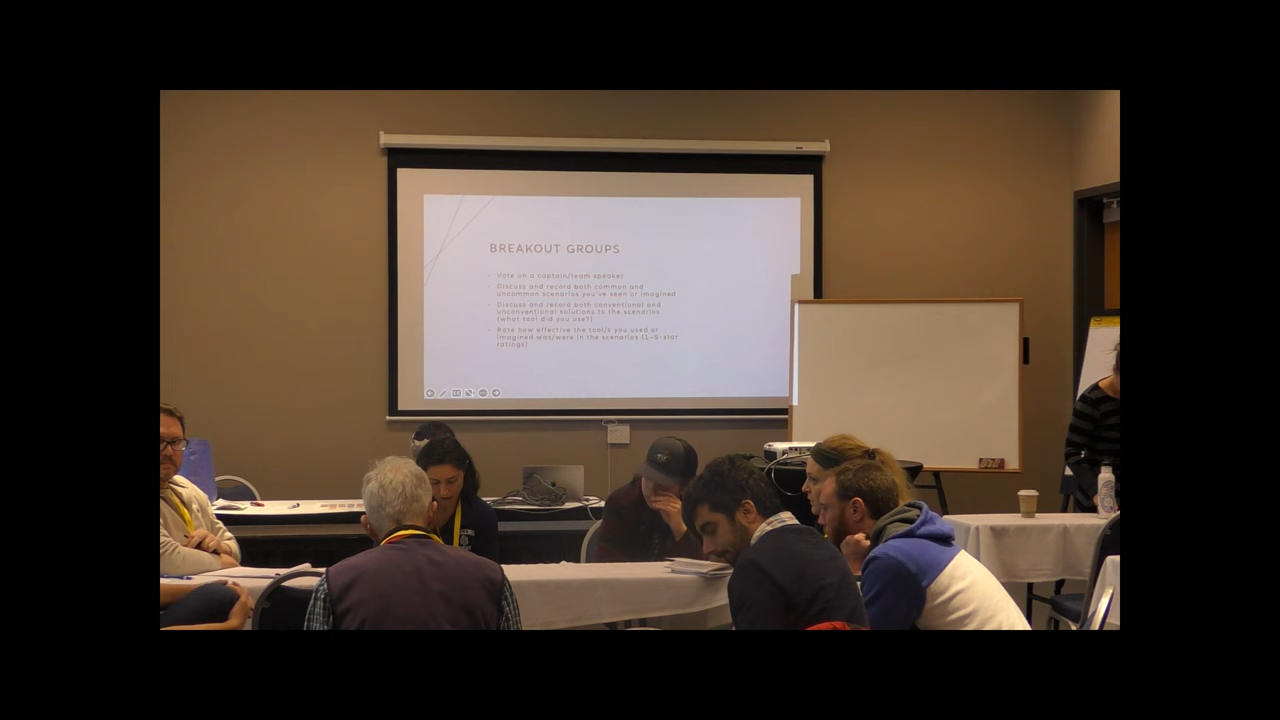 BREAKOUT GROUPS
- Vote on a captain/team speaker
- Discuss and record both common and
uncommon scenarios you've seen or imagined
- Discuss and record both conventional and
unconventional solutions to the scenarios
(what tool did you use?)
- Rate how effective the tool/s you used or
imagined was/were in the scenarios (1-5-star
ratings)